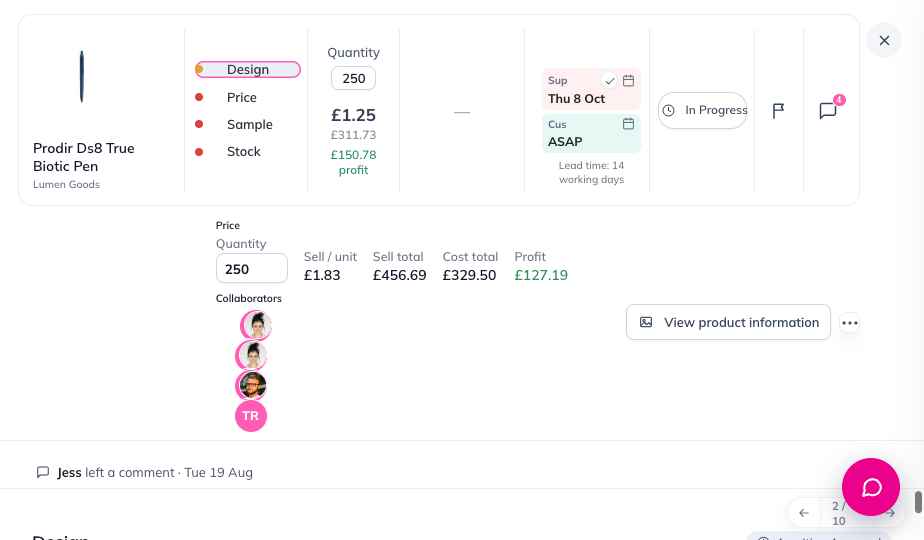 Prodir Ds8 True
Biotic Pen
Lumen Goods
Design
Price
Sample
Stock
Quantity
250
£1.25
£311.73
£150.78
profit
—
Sup
Thu 8 Oct
Cus
ASAP
Lead time: 14
working days
In Progress
4
Price
Quantity
250
Sell / unit
£1.83
Sell total
£456.69
Cost total
£329.50
Profit
£127.19
Collaborators
TR
View product information
Jess left a comment · Tue 19 Aug
2 /
10
Design